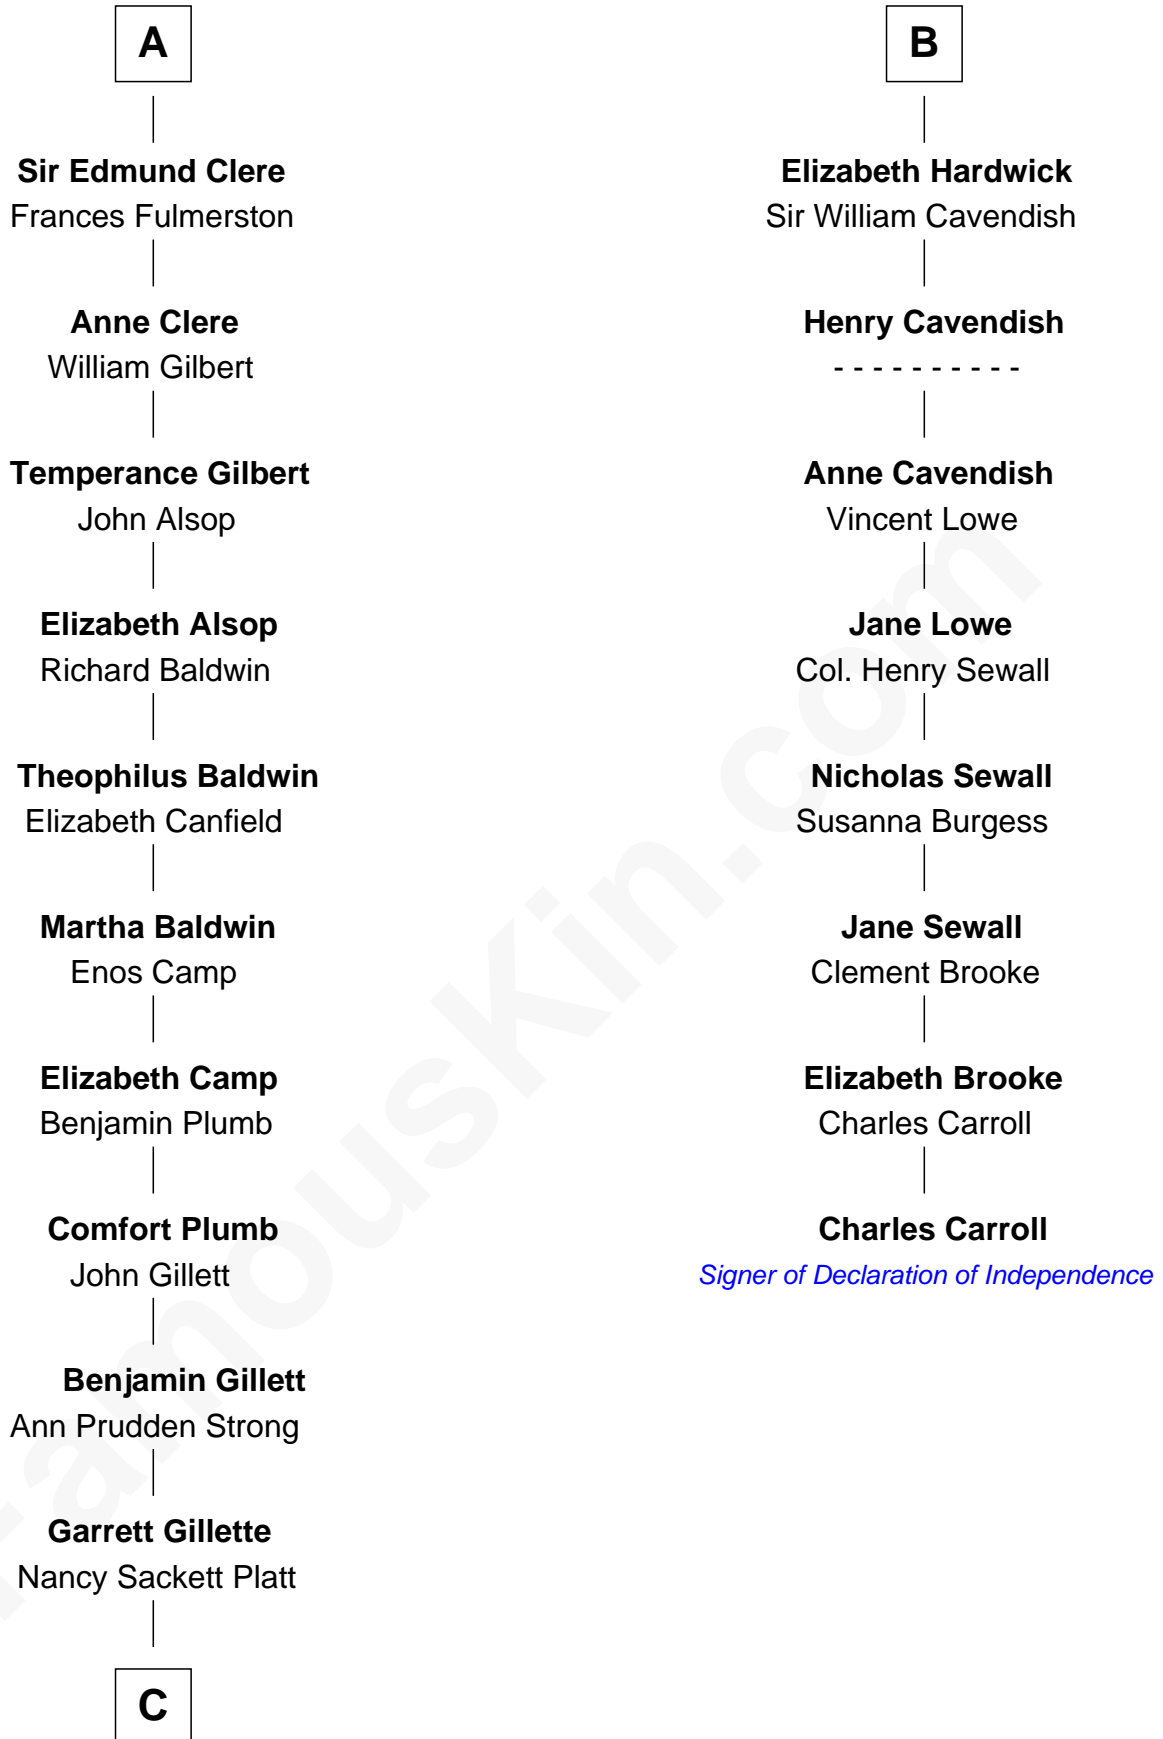 A
Sir Edmund Clere
Frances Fulmerston
Anne Clere
William Gilbert
Temperance Gilbert
John Alsop
Elizabeth Alsop
Richard Baldwin
Theophilus Baldwin
Elizabeth Canfield
Martha Baldwin
Enos Camp
Elizabeth Camp
Benjamin Plumb
Comfort Plumb
John Gillett
Benjamin Gillett
Ann Prudden Strong
Garrett Gillette
Nancy Sackett Platt
C
B
Elizabeth Hardwick
Sir William Cavendish
Henry Cavendish
- - - - - - - - - -
Anne Cavendish
Vincent Lowe
Jane Lowe
Col. Henry Sewall
Nicholas Sewall
Susanna Burgess
Jane Sewall
Clement Brooke
Elizabeth Brooke
Charles Carroll
Charles Carroll
Signer of Declaration of Independence
FamousKin.com